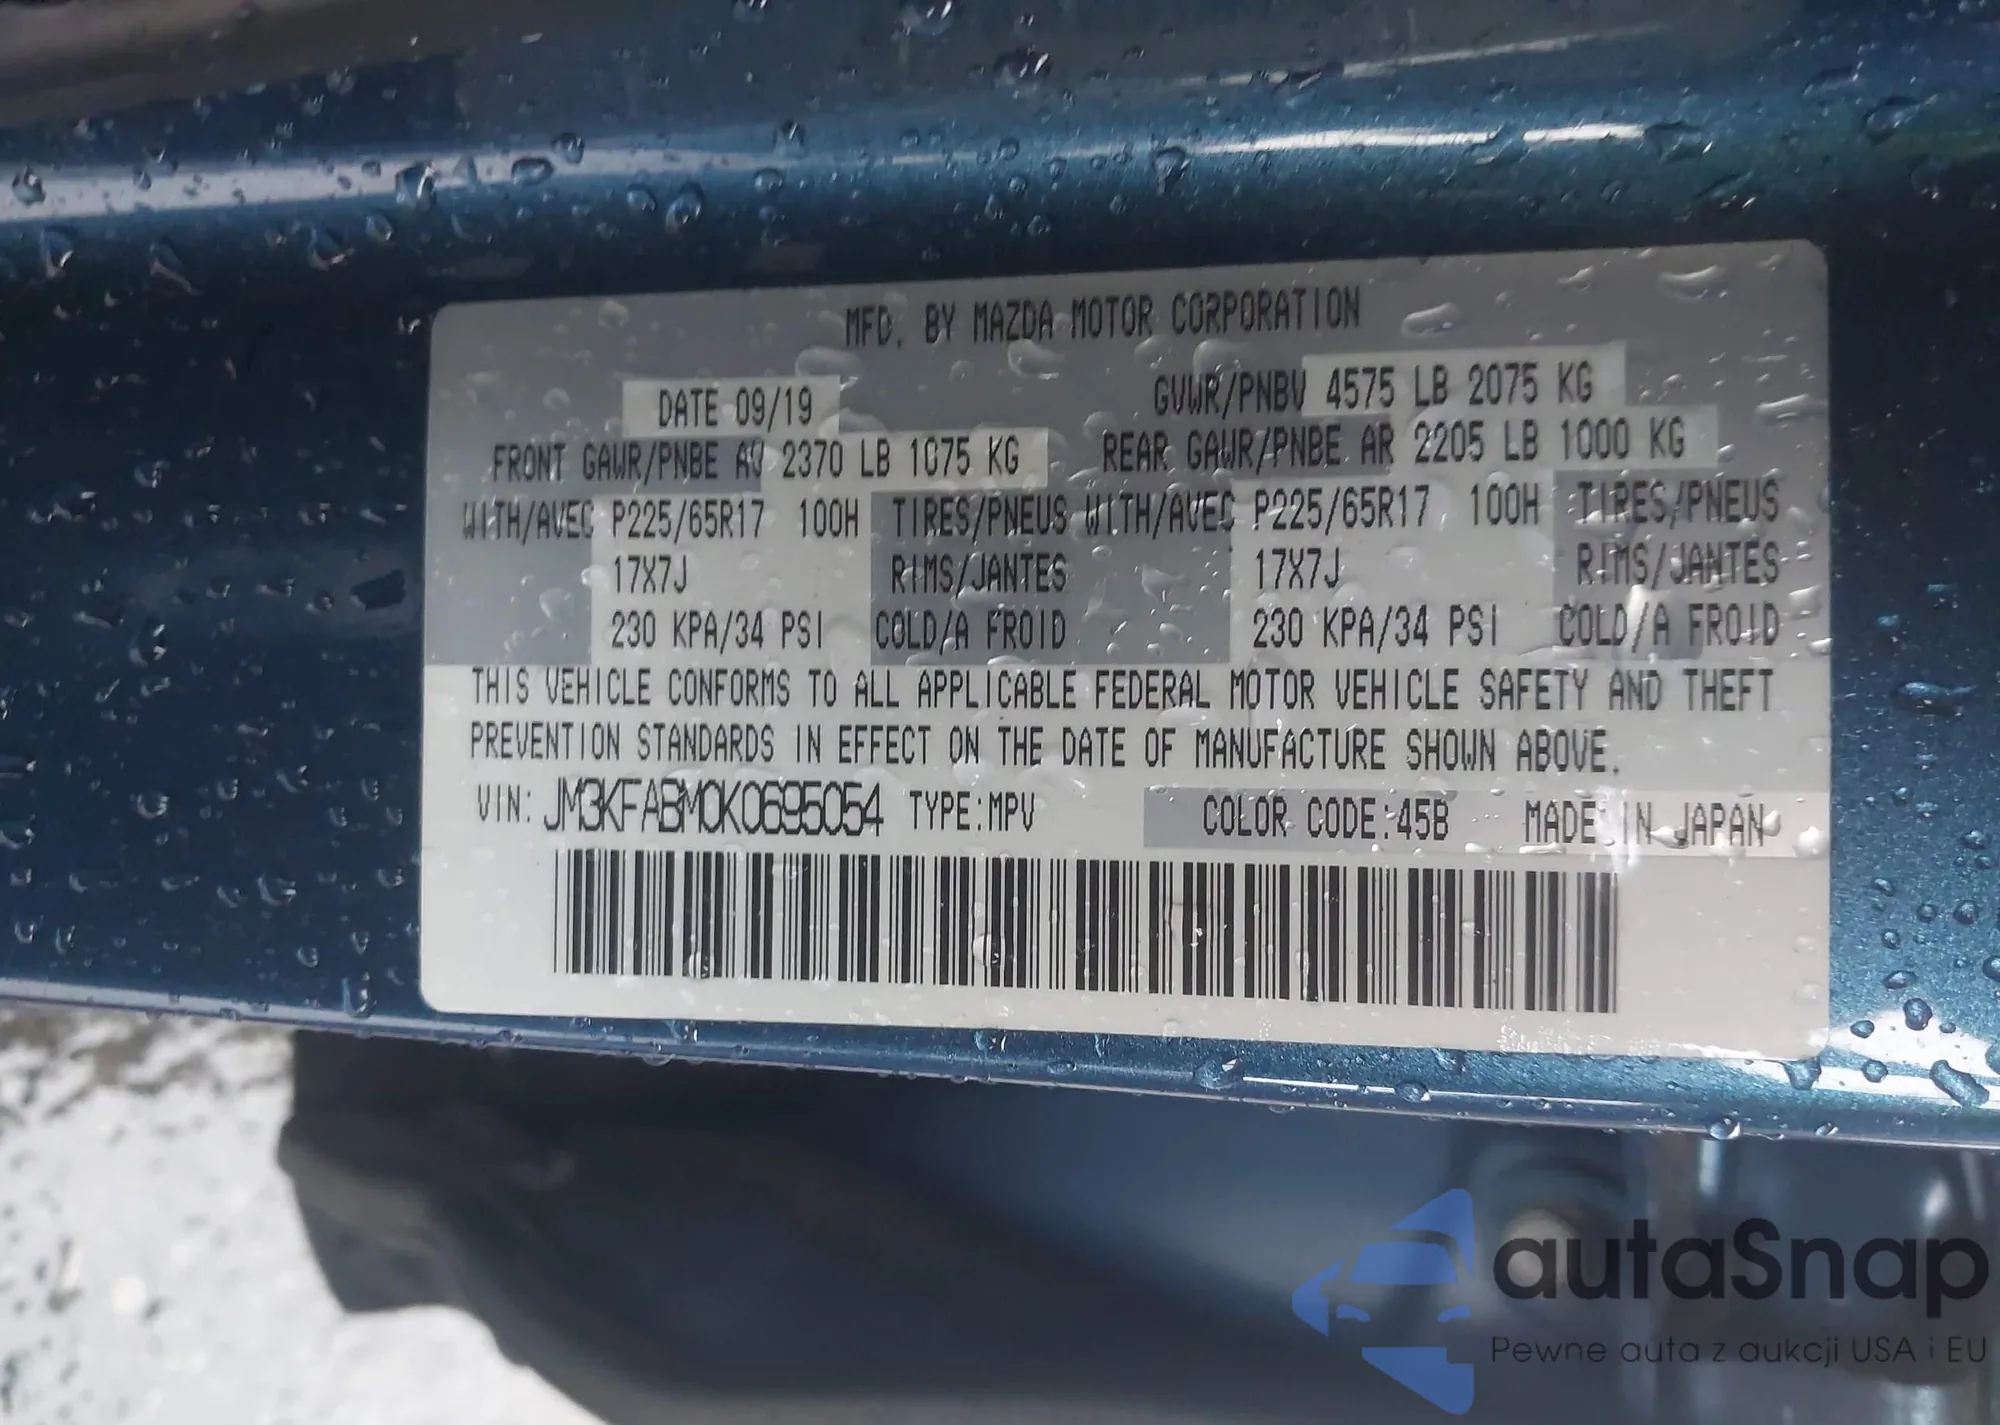 MFD. BY MAZDA MOTOR CORPORATION
DATE 09/19 GVWR/PNBV 4575 LB 2075 KG
FRONT GAWR/PNBE AV 2370 LB 1075 KG REAR GAWR/PNBE AR 2205 LB 1000 KG
WITH/AVEC P225/65R17 100H TIRES/PNEUS WITH/AVEC P225/65R17 100H TIRES/PNEUS
17X7J RIMS/JANTES 17X7J RIMS/JANTES
230 KPA/34 PSI COLD/A FROID 230 KPA/34 PSI COLD/A FROID
THIS VEHICLE CONFORMS TO ALL APPLICABLE FEDERAL MOTOR VEHICLE SAFETY AND THEFT
PREVENTION STANDARDS IN EFFECT ON THE DATE OF MANUFACTURE SHOWN ABOVE.
VIN: JM3KFABM0K0695054 TYPE:MPV COLOR CODE:45B MADE IN JAPAN
autaSnap
Pewne auta z aukcji USA i EU